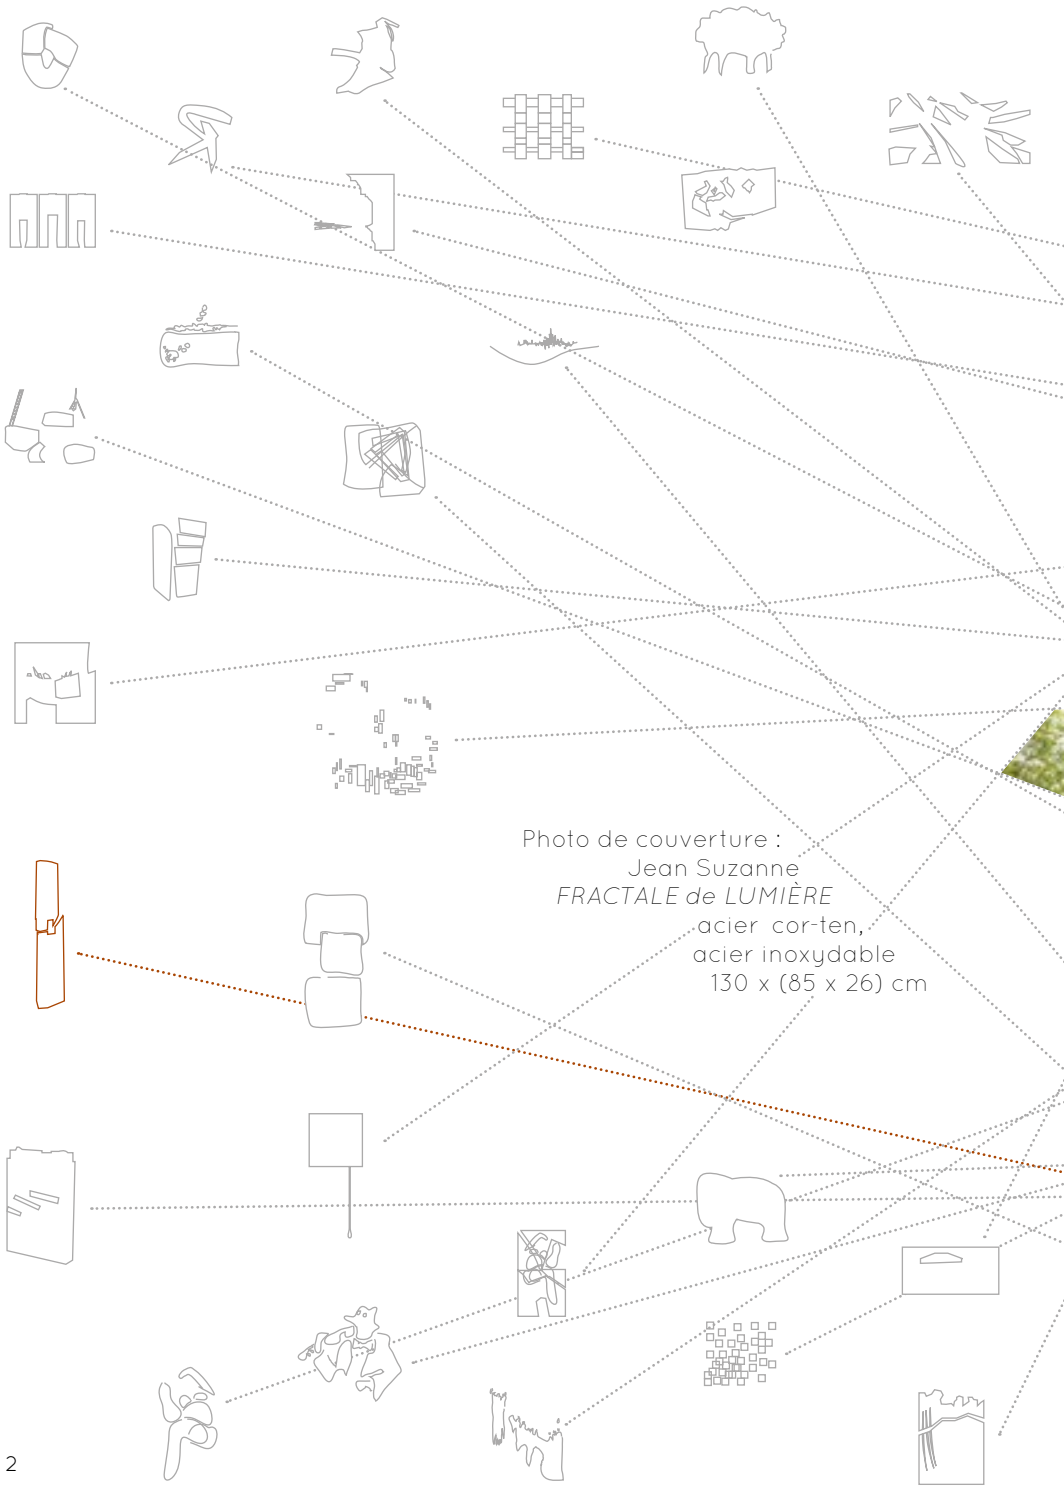 Photo de couverture :
Jean Suzanne
FRACTALE de LUMIÈRE
acier cor-ten,
acier inoxydable
130 x (85 x 26) cm
2